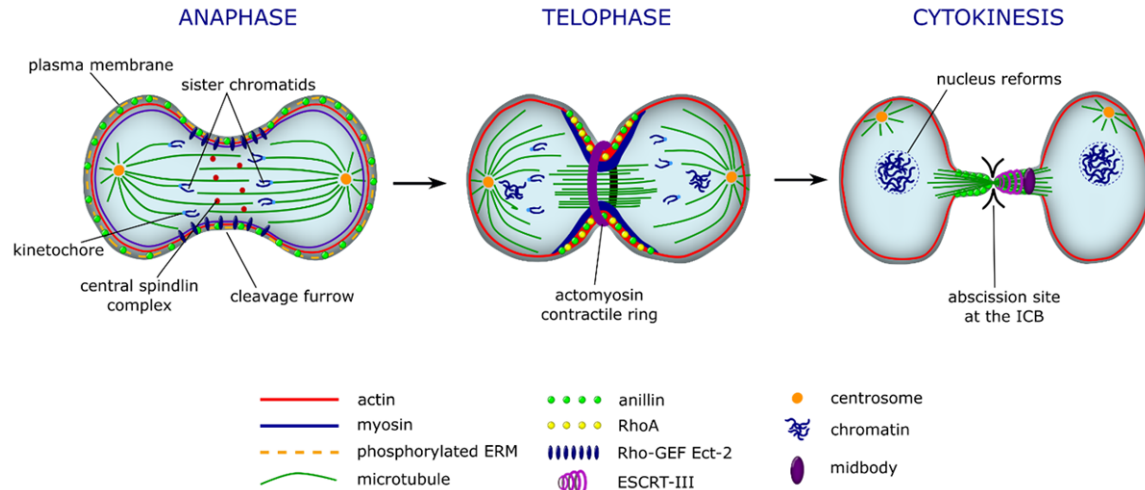 ANAPHASE
TELOPHASE
CYTOKINESIS
plasma membrane
sister chromatids
nucleus reforms
kinetochore
central spindlin
complex
cleavage furrow
actomyosin
contractile ring
abscission site
at the ICB
actin
myosin
phosphorylated ERM
microtubule
anillin
RhoA
Rho-GEF Ect-2
ESCRT-III
centrosome
chromatin
midbody